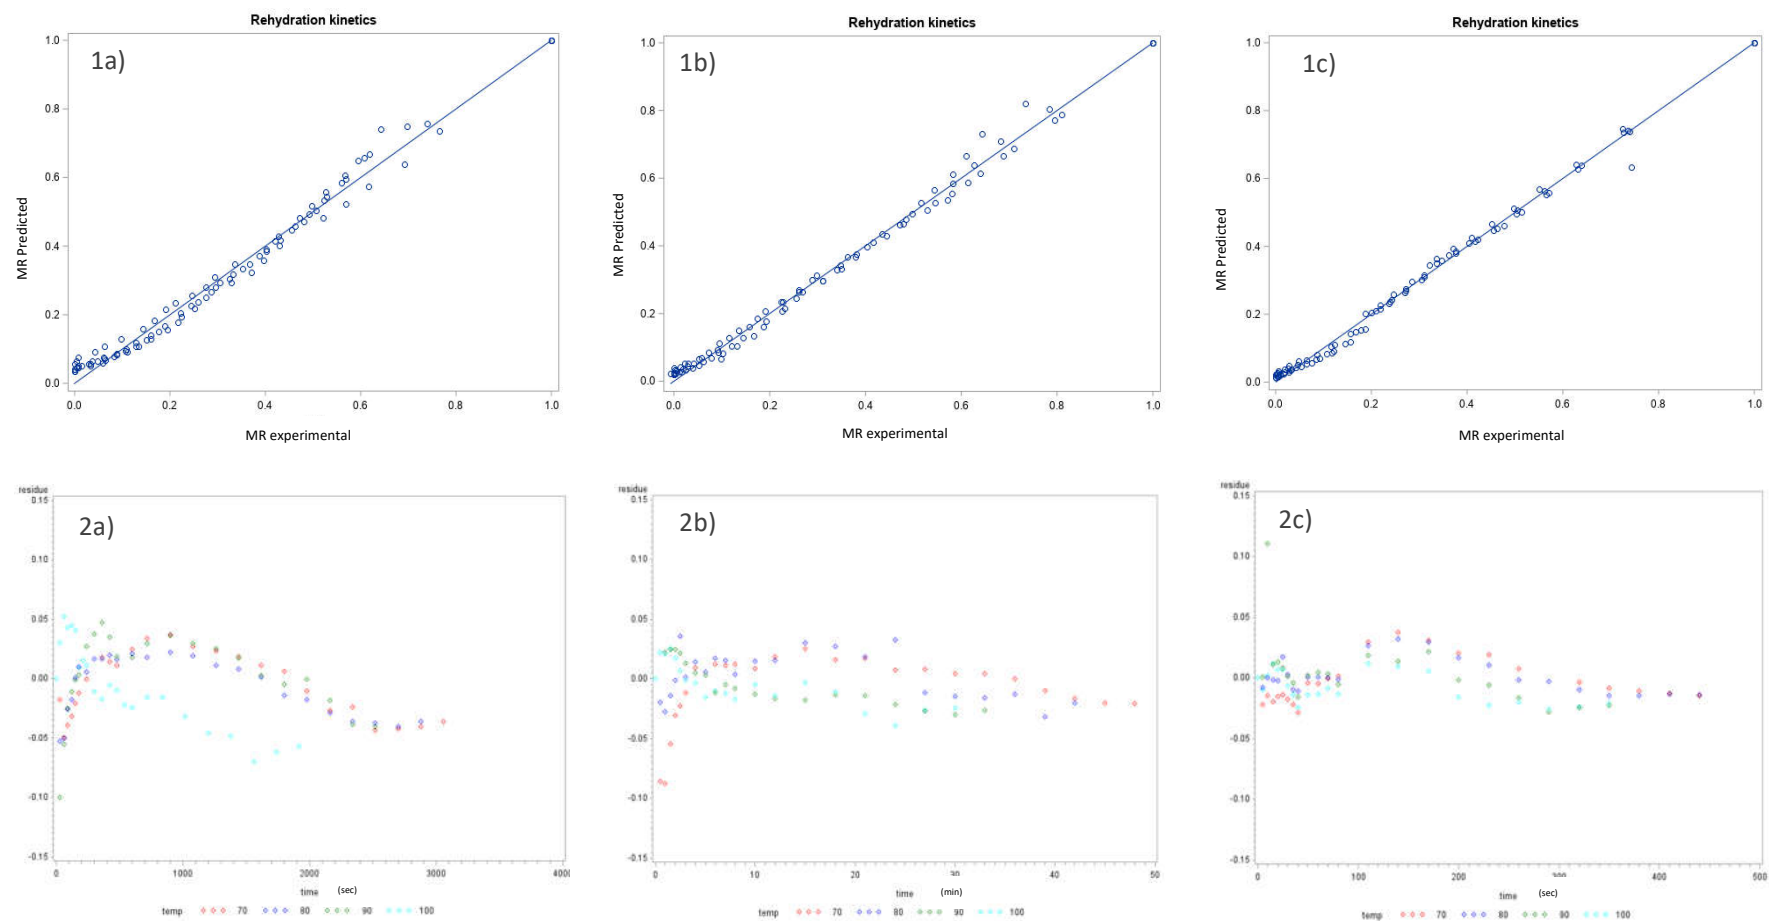 Rehydration kinetics
1a)
MR Predicted
1.0
0.8
0.6
0.4
0.2
0.0
0.0 0.2 0.4 0.6 0.8 1.0
MR experimental
Rehydration kinetics
1b)
MR Predicted
1.0
0.8
0.6
0.4
0.2
0.0
0.0 0.2 0.4 0.6 0.8 1.0
MR experimental
Rehydration kinetics
1c)
MR Predicted
1.0
0.8
0.6
0.4
0.2
0.0
0.0 0.2 0.4 0.6 0.8 1.0
MR experimental
residue
2a)
0.15
0.10
0.05
0.00
-0.05
-0.10
-0.15
0 1000 2000 3000 4000
time (sec)
temp 70 80 90 100
residue
2b)
0.15
0.10
0.05
0.00
-0.05
-0.10
-0.15
0 10 20 30 40 50
time (min)
temp 70 80 90 100
residue
2c)
0.15
0.10
0.05
0.00
-0.05
-0.10
-0.15
0 100 200 300 400 500
time (sec)
temp 70 80 90 100